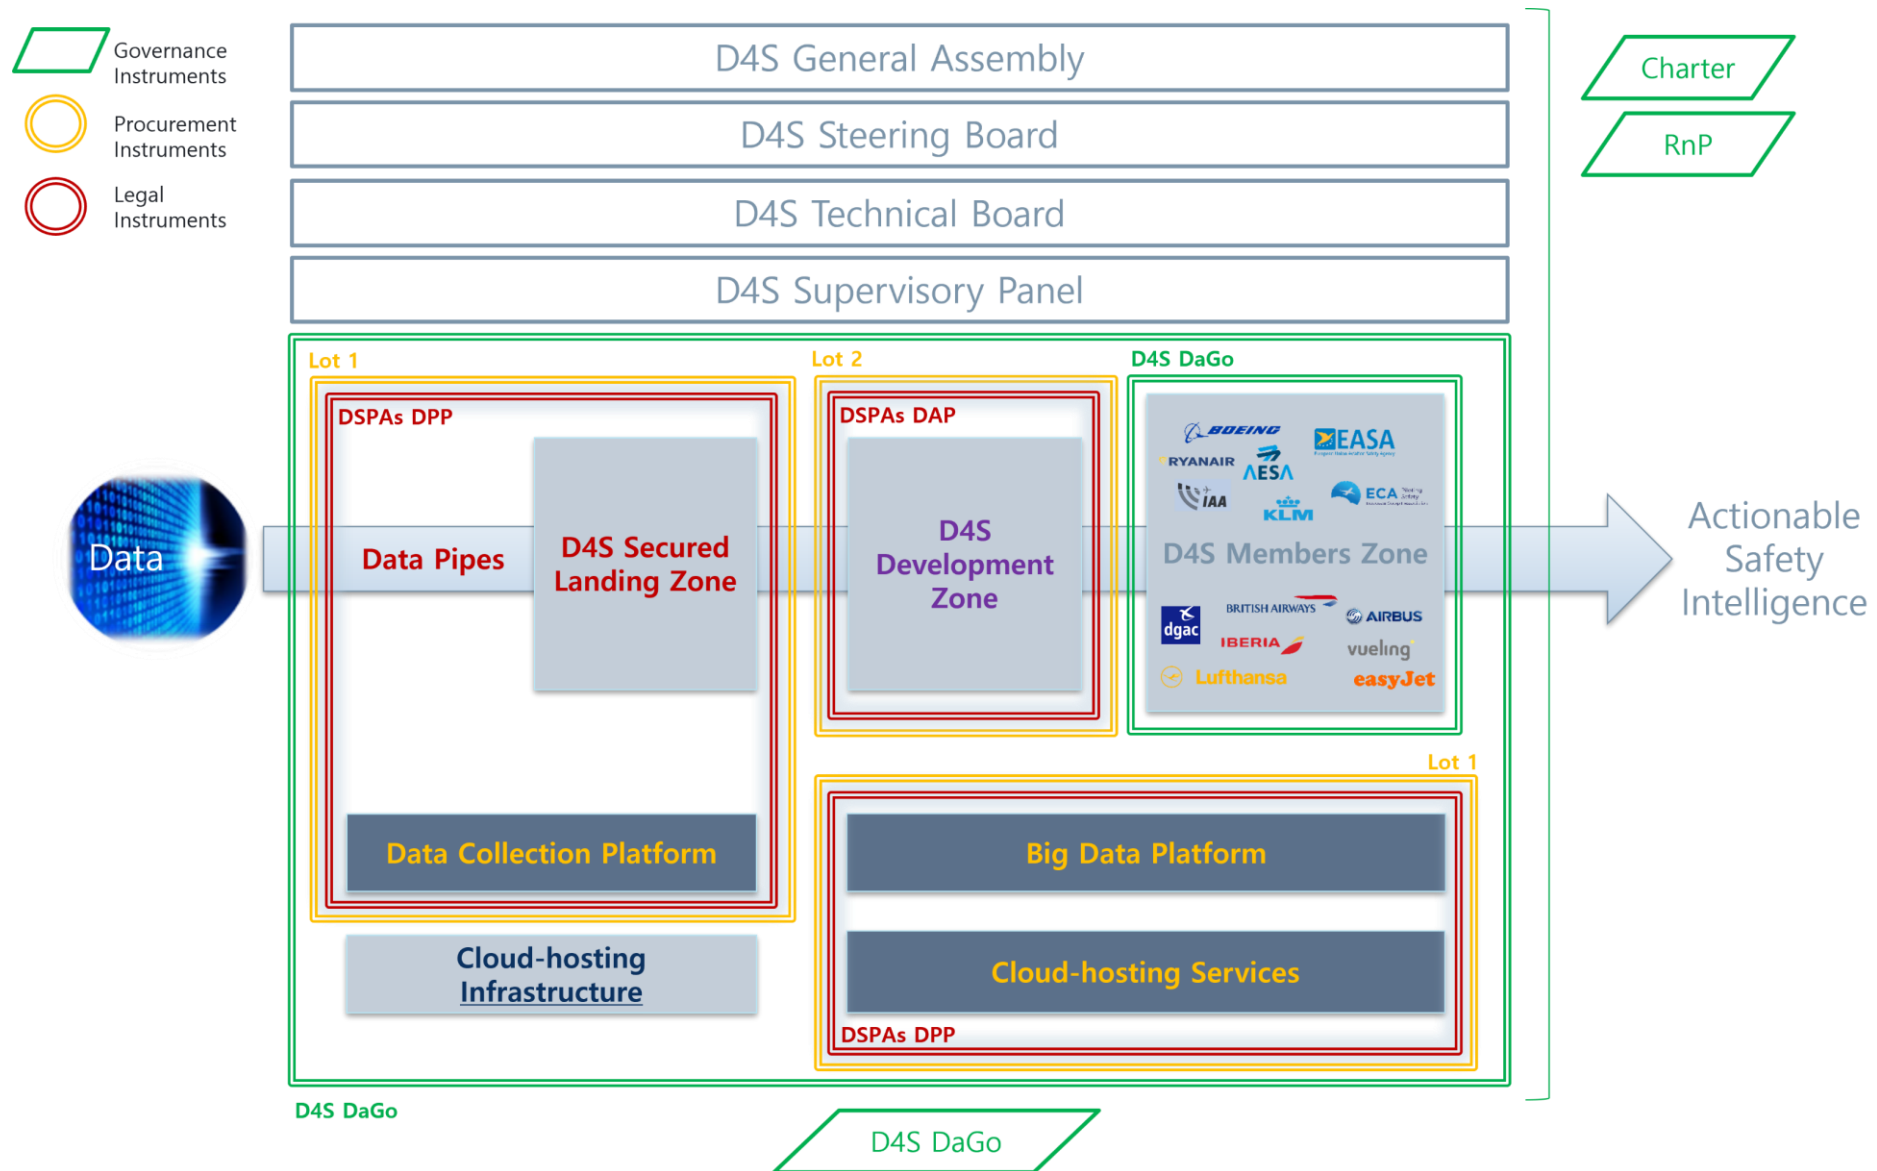 Governance
Instruments
Procurement
Instruments
Legal
Instruments
D4S General Assembly
D4S Steering Board
D4S Technical Board
D4S Supervisory Panel
Charter
RnP
Lot 1
Lot 2
D4S DaGo
DSPAs DPP
DSPAs DAP
Data
Data Pipes
D4S Secured
Landing Zone
D4S
Development
Zone
BOEING
EASA
RYANAIR
AESA
IAA
KLM
ECA
D4S Members Zone
dgac
BRITISH AIRWAYS
AIRBUS
IBERIA
vueling
Lufthansa
easyJet
Actionable
Safety
Intelligence
Lot 1
Data Collection Platform
Big Data Platform
Cloud-hosting
Infrastructure
Cloud-hosting Services
DSPAs DPP
D4S DaGo
D4S DaGo